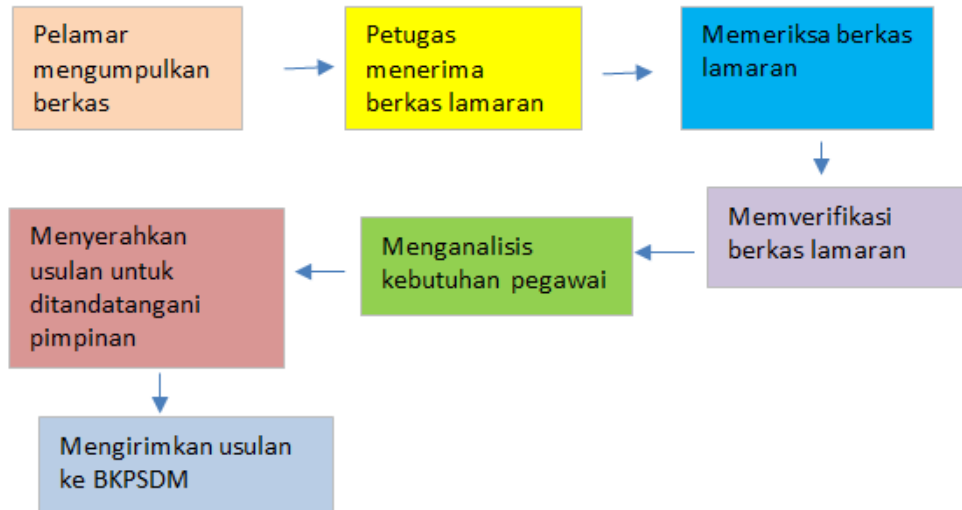 Pelamar
mengumpulkan
berkas
Petugas
menerima
berkas lamaran
Memeriksa berkas
lamaran
Memverifikasi
berkas lamaran
Menganalisis
kebutuhan pegawai
Menyerahkan
usulan untuk
ditandatangani
pimpinan
Mengirimkan usulan
ke BKPSDM